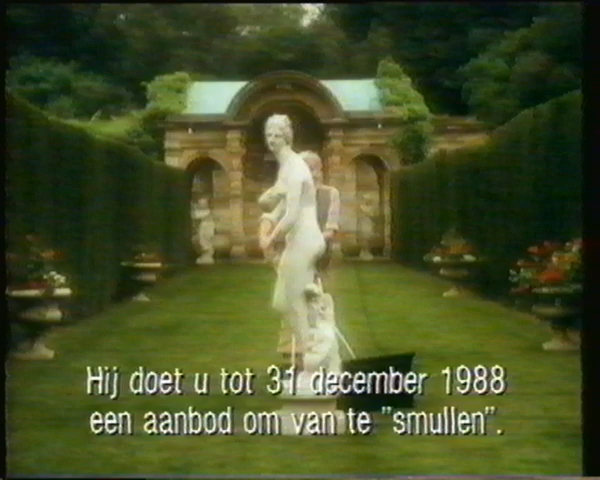 Hij doet u tot 31 december 1988
een aanbod om van te "smullen".